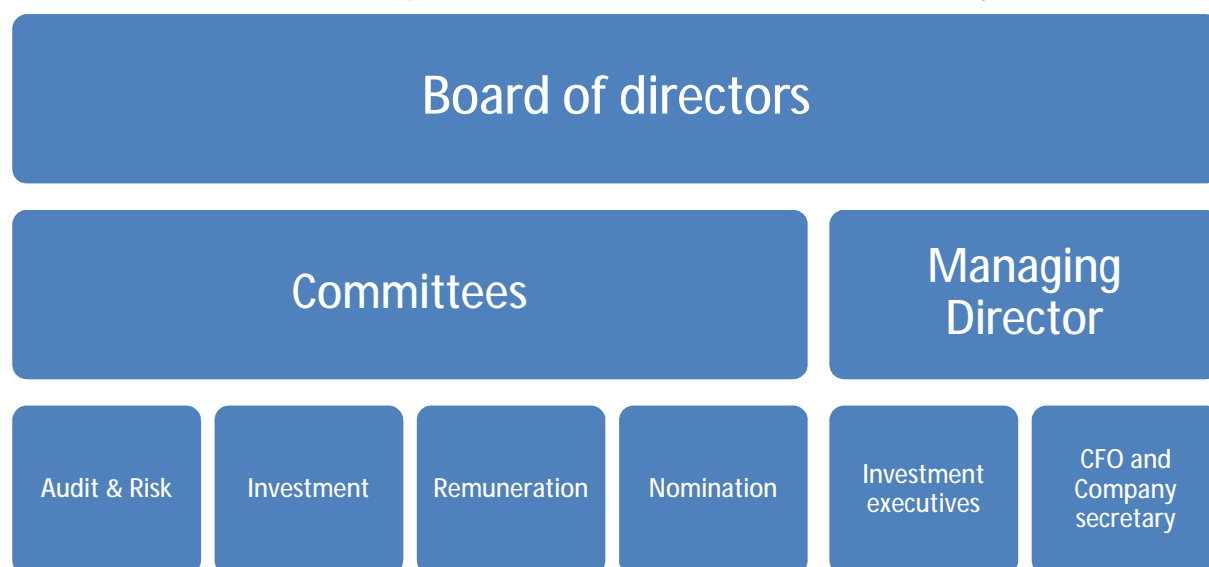 Board of directors
Committees
Managing
Director
Audit & Risk
Investment
Remuneration
Nomination
Investment
executives
CFO and
Company
secretary